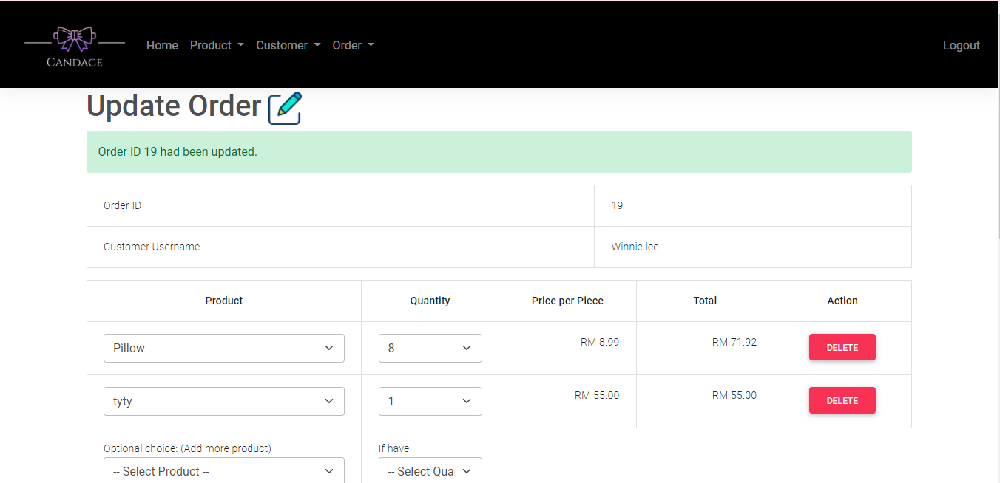 CANDACE
Home Product Customer Order Logout
Update Order
Order ID 19 had been updated.
Order ID 19
Customer Username Winnie lee
Product Quantity Price per Piece Total Action
Pillow 8 RM 8.99 RM 71.92 DELETE
tyty 1 RM 55.00 RM 55.00 DELETE
Optional choice: (Add more product) If have
-- Select Product -- -- Select Qua